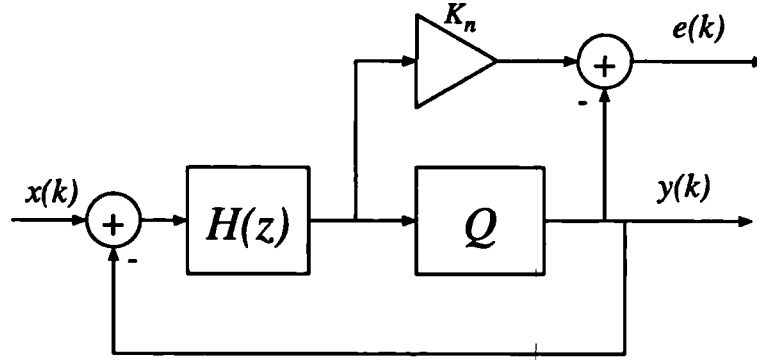 K_n
e(k)
+
-
x(k)
+
-
H(z)
Q
y(k)